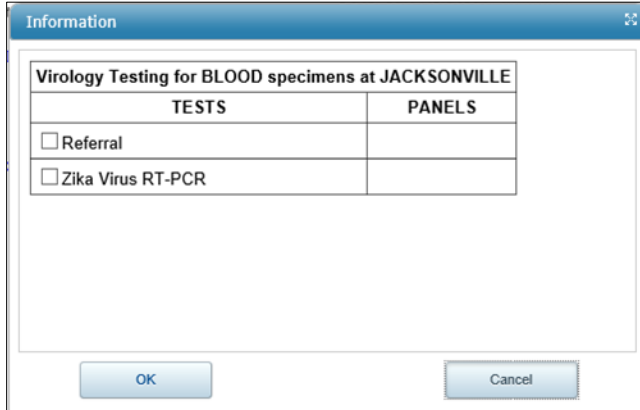 Information
Virology Testing for BLOOD specimens at JACKSONVILLE
TESTS PANELS
Referral
Zika Virus RT-PCR
OK Cancel